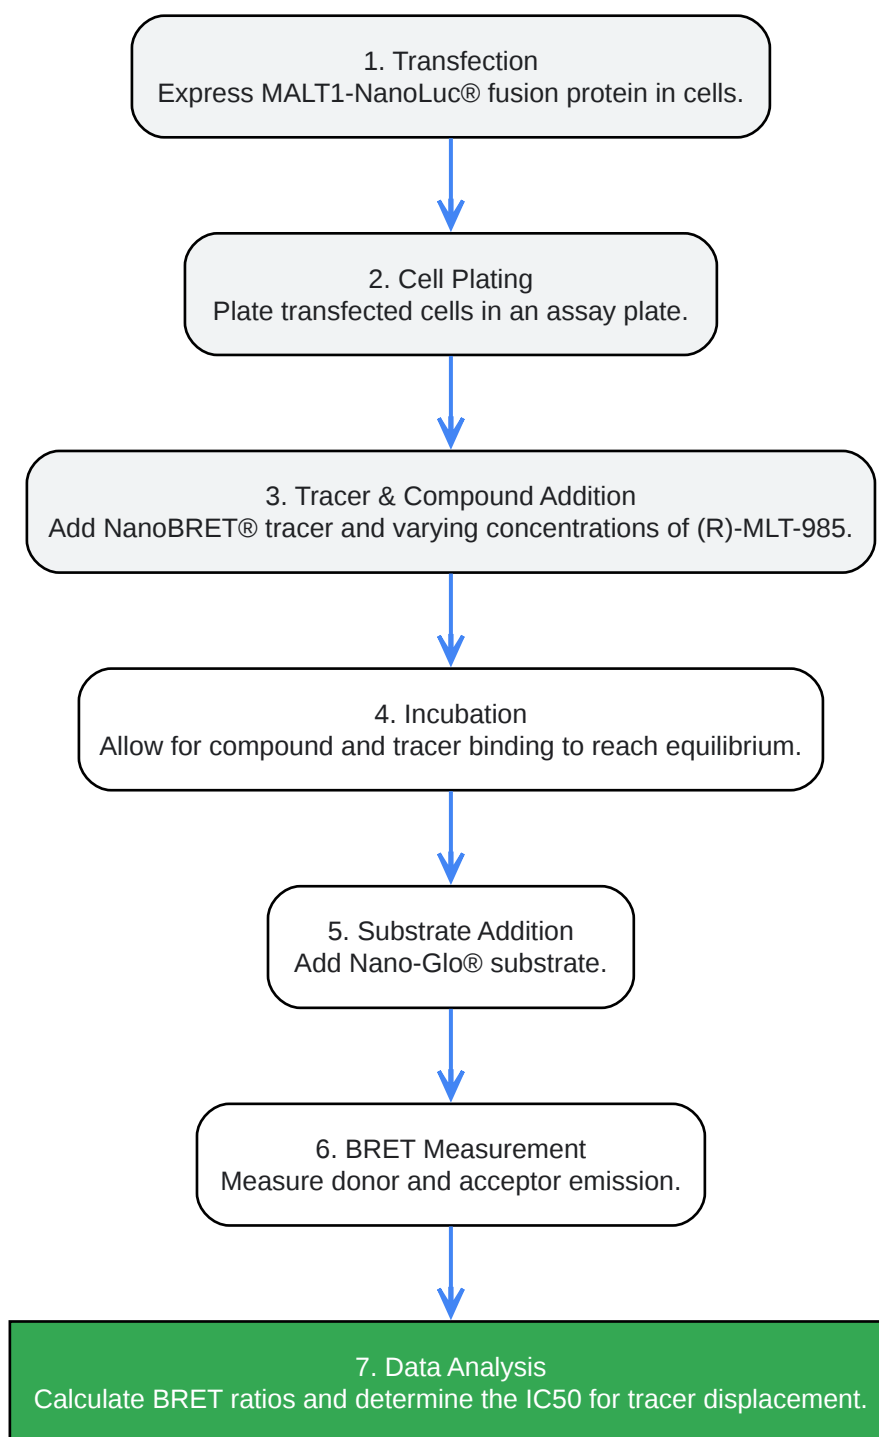 1. Transfection
Express MALT1-NanoLuc® fusion protein in cells.
2. Cell Plating
Plate transfected cells in an assay plate.
3. Tracer & Compound Addition
Add NanoBRET® tracer and varying concentrations of (R)-MLT-985.
4. Incubation
Allow for compound and tracer binding to reach equilibrium.
5. Substrate Addition
Add Nano-Glo® substrate.
6. BRET Measurement
Measure donor and acceptor emission.
7. Data Analysis
Calculate BRET ratios and determine the IC50 for tracer displacement.